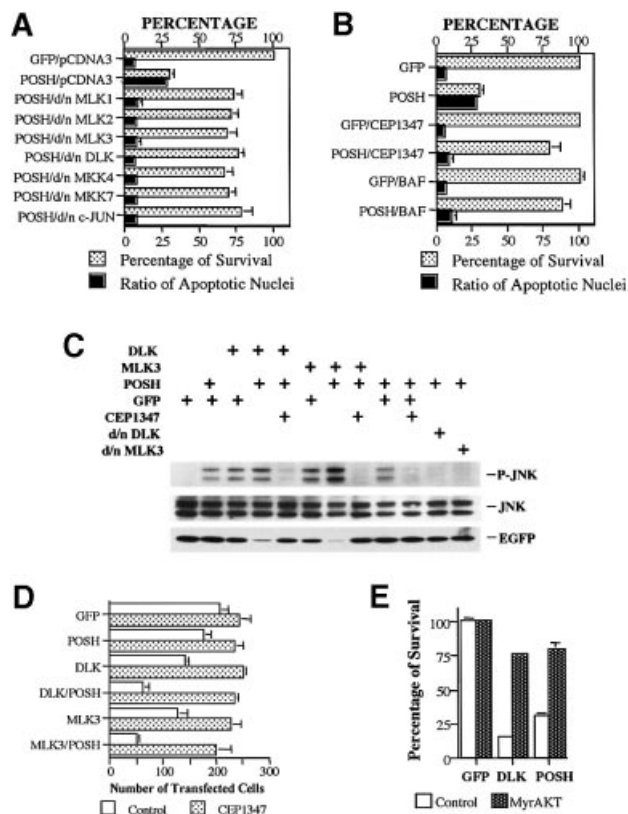 A
PERCENTAGE
0 25 50 75 100
GFP/pCDNA3
POSH/pCDNA3
POSH/d/n MLK1
POSH/d/n MLK2
POSH/d/n MLK3
POSH/d/n DLK
POSH/d/n MKK4
POSH/d/n MKK7
POSH/d/n c-JUN
0 25 50 75 100
Percentage of Survival
Ratio of Apoptotic Nuclei
B
PERCENTAGE
0 25 50 75 100
GFP
POSH
GFP/CEP1347
POSH/CEP1347
GFP/BAF
POSH/BAF
0 25 50 75 100
Percentage of Survival
Ratio of Apoptotic Nuclei
C
DLK + + +
MLK3 + + +
POSH + + + + + + + + + +
GFP + + + + + +
CEP1347 + + +
d/n DLK +
d/n MLK3 +
P-JNK
JNK
EGFP
D
GFP
POSH
DLK
DLK/POSH
MLK3
MLK3/POSH
0 100 200 300
Number of Transfected Cells
Control CEP1347
E
Percentage of Survival
100
75
50
25
0
GFP DLK POSH
Control MyrAKT